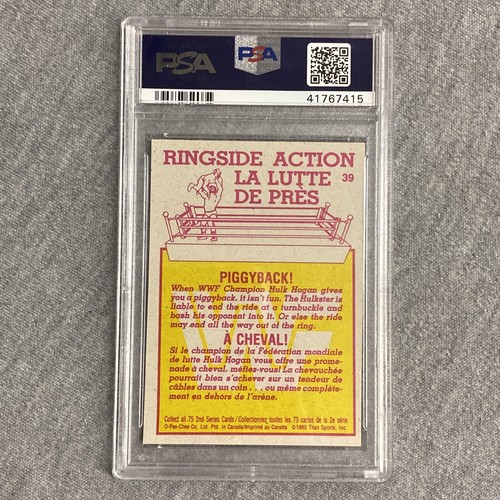 PSA
PSA
41767415
RINGSIDE ACTION
LA LUTTE 39
DE PRÈS
PIGGYBACK!
When WWF Champion Hulk Hogan gives
you a piggyback, it isn't fun. The Hulkster is
liable to end the ride at a turnbuckle and
bash his opponent into it. Or else the ride
may end all the way out of the ring.
À CHEVAL!
Si le champion de la Fédération mondiale
de lutte Hulk Hogan vous offre une prome-
nade à cheval, méfiez-vous! La chevauchée
pourrait bien s'achever sur un tendeur de
câbles dans un coin . . . ou même complète-
ment en dehors de l'arène.
Collect all 75 2nd Series Cards / Collectionnez toutes les 75 cartes de la 2e série
O-Pee-Chee Co. Ltd. Ptd. in Canada/Imprimé au Canada ©1985 Titan Sports, Inc.